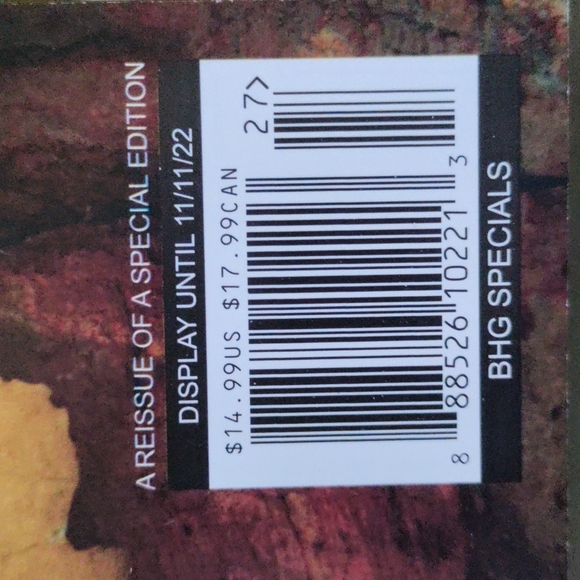 A REISSUE OF A SPECIAL EDITION
DISPLAY UNTIL 11/11/22
$14.99US $17.99CAN
27>
8 88526 10221 3
BHG SPECIALS